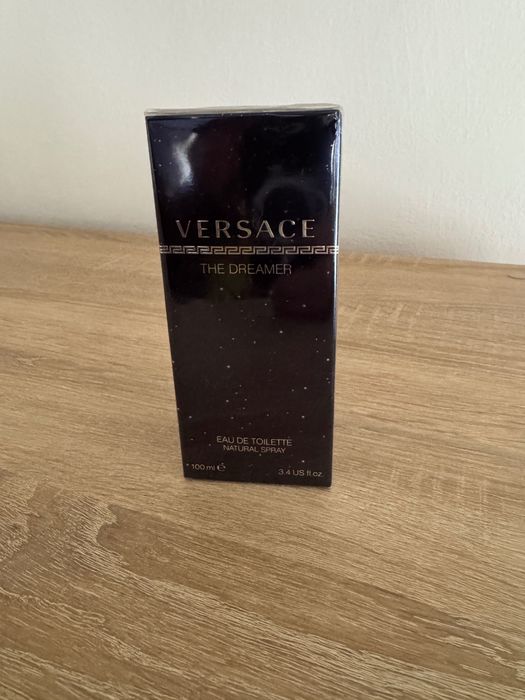 VERSACE
THE DREAMER
EAU DE TOILETTE
NATURAL SPRAY
100 ml ℮ 3.4 US fl.oz.